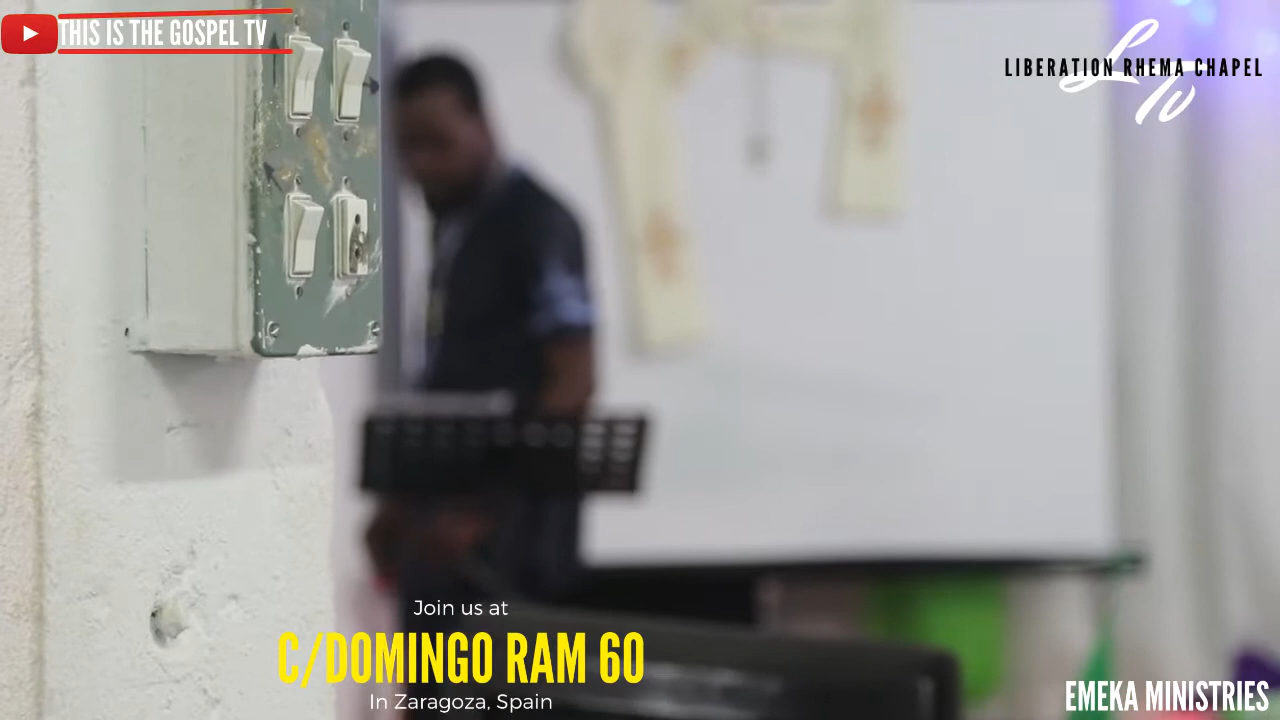 THIS IS THE GOSPEL TV
LIBERATION RHEMA CHAPEL
L Tv
Join us at
C/DOMINGO RAM 60
In Zaragoza, Spain
EMEKA MINISTRIES